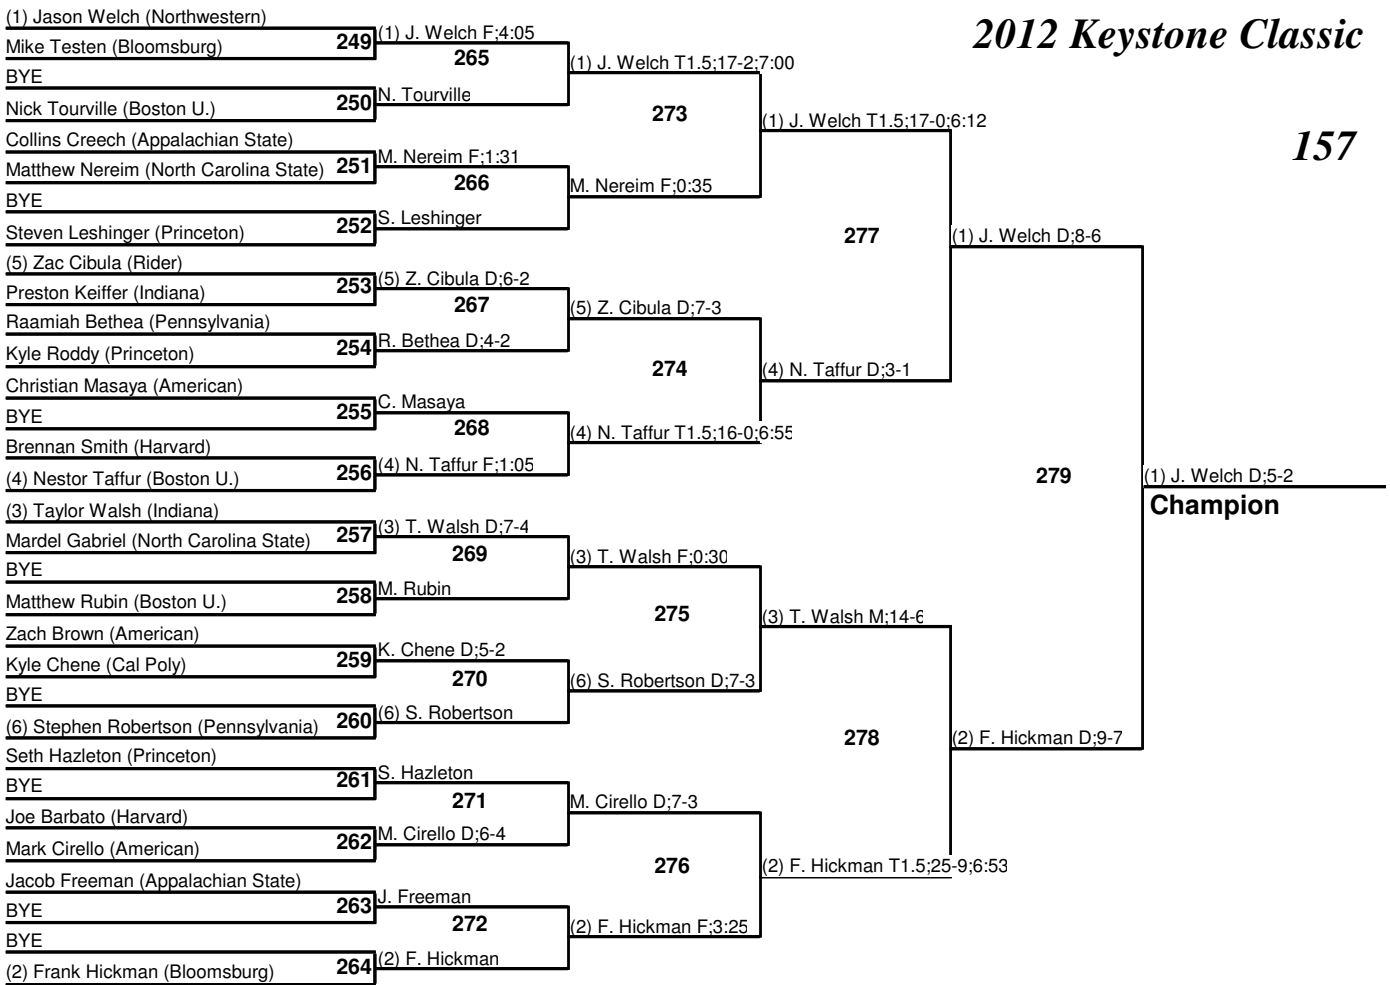 2012 Keystone Classic
157
(1) Jason Welch (Northwestern)
Mike Testen (Bloomsburg)
BYE
Nick Tourville (Boston U.)
Collins Creech (Appalachian State)
Matthew Nereim (North Carolina State)
BYE
Steven Leshinger (Princeton)
(5) Zac Cibula (Rider)
Preston Keiffer (Indiana)
Raamiah Bethea (Pennsylvania)
Kyle Roddy (Princeton)
Christian Masaya (American)
BYE
Brennan Smith (Harvard)
(4) Nestor Taffur (Boston U.)
(3) Taylor Walsh (Indiana)
Mardel Gabriel (North Carolina State)
BYE
Matthew Rubin (Boston U.)
Zach Brown (American)
Kyle Chene (Cal Poly)
BYE
(6) Stephen Robertson (Pennsylvania)
Seth Hazleton (Princeton)
BYE
Joe Barbato (Harvard)
Mark Cirello (American)
Jacob Freeman (Appalachian State)
BYE
BYE
(2) Frank Hickman (Bloomsburg)
249
250
251
252
253
254
255
256
257
258
259
260
261
262
263
264
(1) J. Welch F;4:05
265
N. Tourville
M. Nereim F;1:31
266
S. Leshinger
(5) Z. Cibula D;6-2
267
R. Bethea D;4-2
C. Masaya
268
(4) N. Taffur F;1:05
(3) T. Walsh D;7-4
269
M. Rubin
K. Chene D;5-2
270
(6) S. Robertson
S. Hazleton
271
M. Cirello D;6-4
J. Freeman
272
(2) F. Hickman
(1) J. Welch T1.5;17-2;7:00
273
M. Nereim F;0:35
(5) Z. Cibula D;7-3
274
(4) N. Taffur T1.5;16-0;6:55
(3) T. Walsh F;0:30
275
(6) S. Robertson D;7-3
M. Cirello D;7-3
276
(2) F. Hickman F;3:25
(1) J. Welch T1.5;17-0;6:12
277
(4) N. Taffur D;3-1
(3) T. Walsh M;14-6
278
(2) F. Hickman T1.5;25-9;6:53
(1) J. Welch D;8-6
279
(2) F. Hickman D;9-7
(1) J. Welch D;5-2
Champion